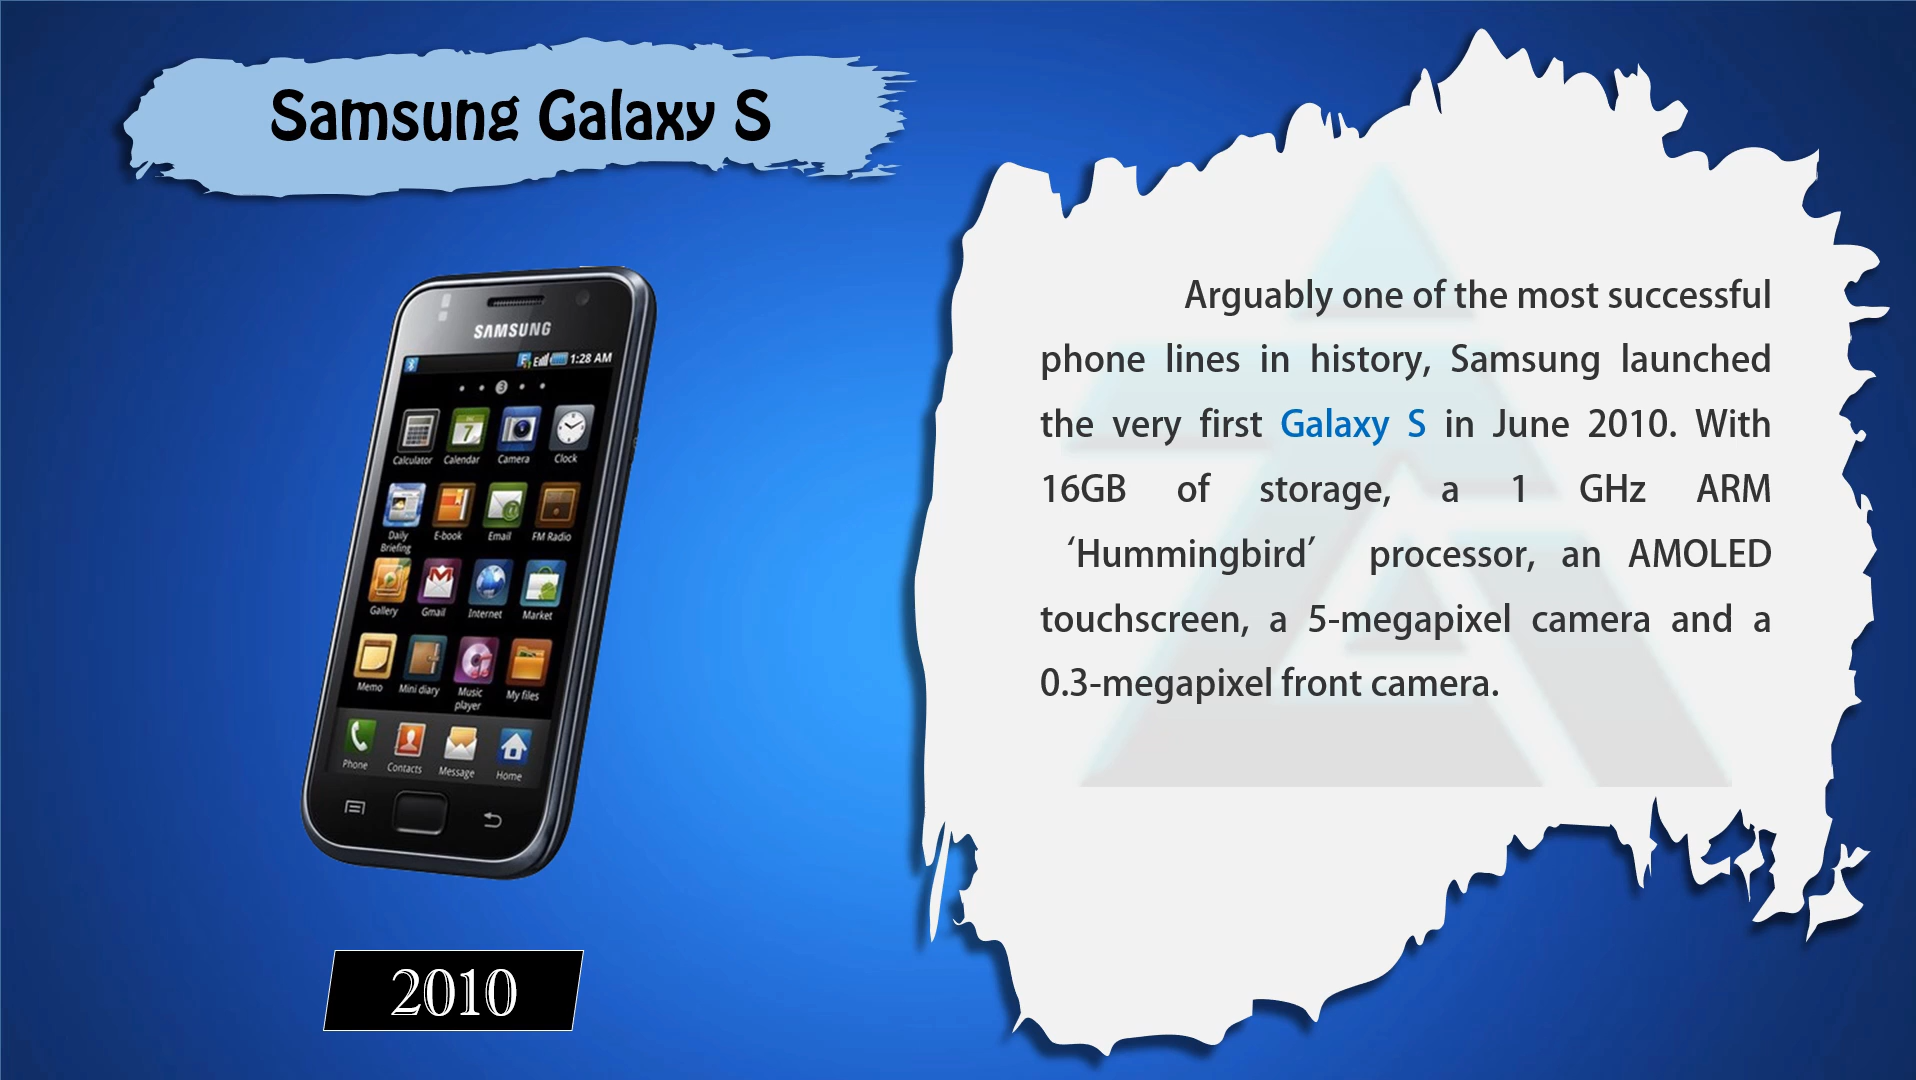 Samsung Galaxy S
SAMSUNG
1:28 AM
3
7
Calculator Calendar Camera Clock
Daily Briefing E-book Email FM Radio
Gallery Gmail Internet Market
Memo Mini diary Music player My files
Phone Contacts Message Home
2010
Arguably one of the most successful
phone lines in history, Samsung launched
the very first Galaxy S in June 2010. With
16GB of storage, a 1 GHz ARM
‘Hummingbird’ processor, an AMOLED
touchscreen, a 5-megapixel camera and a
0.3-megapixel front camera.